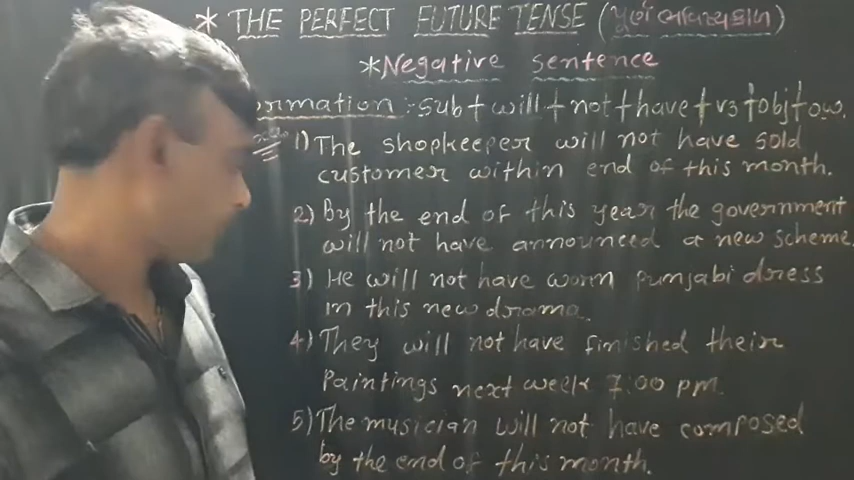 * THE PERFECT FUTURE TENSE (પૂર્ણ ભવિષ્યકાળ)
* Negative sentence
ormation :- sub + will + not + have + v3 + obj + ow.
1) The shopkeeper will not have sold
customer within end of this month.
2) By the end of this year the government
will not have announced a new scheme.
3) He will not have worn punjabi dress
in this new drama.
4) They will not have finished their
Paintings next week 7:00 pm.
5) The musician will not have composed
by the end of this month.